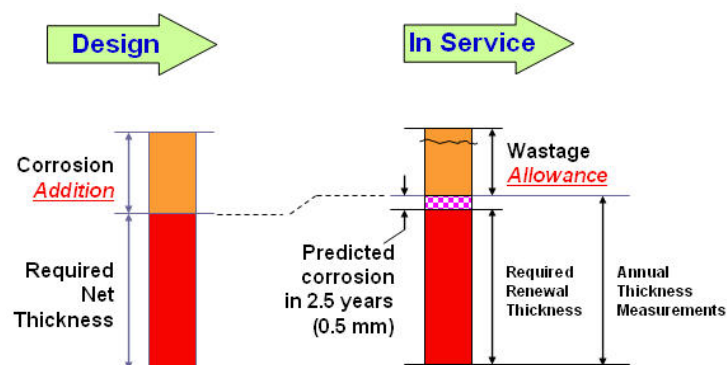 Design
In Service
Corrosion
Addition
Required
Net
Thickness
Wastage
Allowance
Predicted
corrosion
in 2.5 years
(0.5 mm)
Required
Renewal
Thickness
Annual
Thickness
Measurements